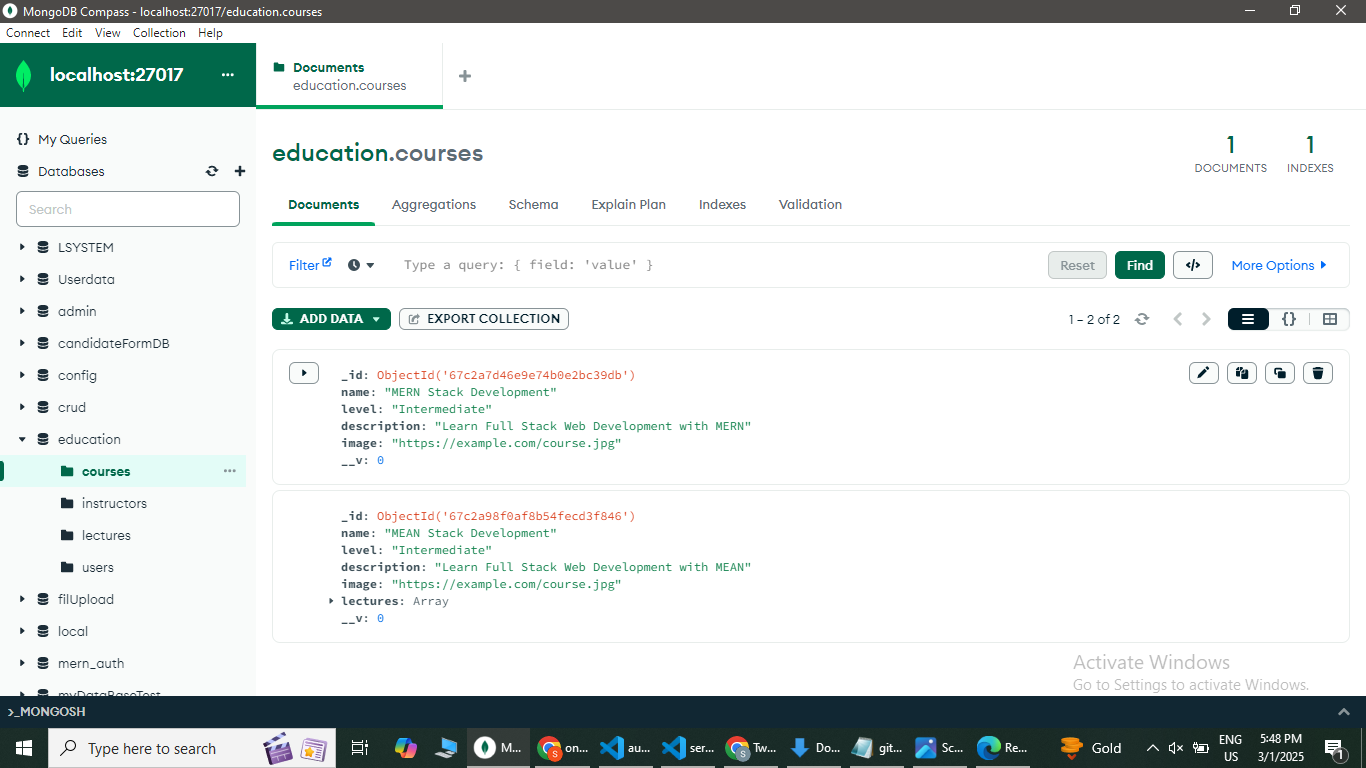 MongoDB Compass - localhost:27017/education.courses
Connect Edit View Collection Help
localhost:27017 ...
Documents
education.courses
{} My Queries
Databases
Search
LSYSTEM
Userdata
admin
candidateFormDB
config
crud
education
courses
instructors
lectures
users
filUpload
local
mern_auth
myDataBaseTest
education.courses
1 DOCUMENTS
1 INDEXES
Documents Aggregations Schema Explain Plan Indexes Validation
Filter Type a query: { field: 'value' } Reset Find </> More Options
ADD DATA EXPORT COLLECTION 1 – 2 of 2 {}
_id: ObjectId('67c2a7d46e9e74b0e2bc39db')
name: "MERN Stack Development"
level: "Intermediate"
description: "Learn Full Stack Web Development with MERN"
image: "https://example.com/course.jpg"
__v: 0
_id: ObjectId('67c2a98f0af8b54fecd3f846')
name: "MEAN Stack Development"
level: "Intermediate"
description: "Learn Full Stack Web Development with MEAN"
image: "https://example.com/course.jpg"
lectures: Array
__v: 0
Activate Windows
Go to Settings to activate Windows.
>_MONGOSH
Type here to search M... on... au... ser... Tw... Do... git... Sc... Re... Gold
ENG
US
5:48 PM
3/1/2025
1